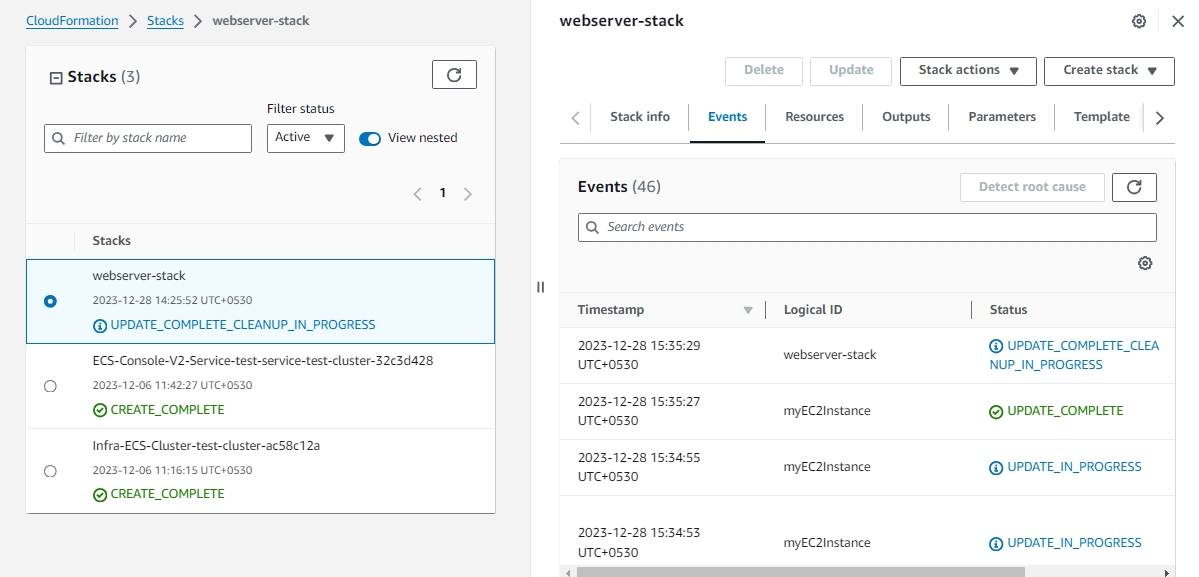 CloudFormation > Stacks > webserver-stack
Stacks (3)
Filter status
Filter by stack name
Active
View nested
1
Stacks
webserver-stack
2023-12-28 14:25:52 UTC+0530
UPDATE_COMPLETE_CLEANUP_IN_PROGRESS
ECS-Console-V2-Service-test-service-test-cluster-32c3d428
2023-12-06 11:42:27 UTC+0530
CREATE_COMPLETE
Infra-ECS-Cluster-test-cluster-ac58c12a
2023-12-06 11:16:15 UTC+0530
CREATE_COMPLETE
webserver-stack
Delete Update Stack actions Create stack
Stack info Events Resources Outputs Parameters Template
Events (46)
Detect root cause
Search events
Timestamp Logical ID Status
2023-12-28 15:35:29
UTC+0530
webserver-stack
UPDATE_COMPLETE_CLEA
NUP_IN_PROGRESS
2023-12-28 15:35:27
UTC+0530
myEC2Instance
UPDATE_COMPLETE
2023-12-28 15:34:55
UTC+0530
myEC2Instance
UPDATE_IN_PROGRESS
2023-12-28 15:34:53
UTC+0530
myEC2Instance
UPDATE_IN_PROGRESS